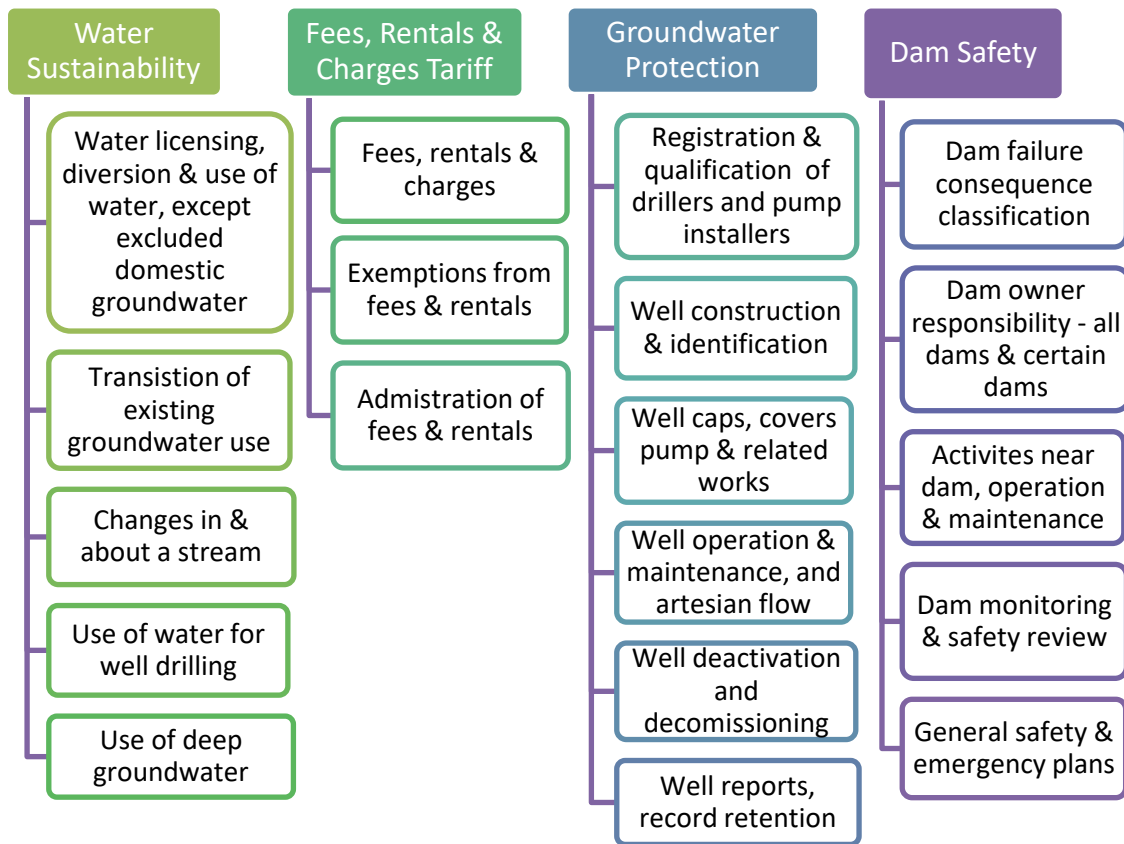 Water
Sustainability
Water licensing,
diversion & use of
water, except
excluded
domestic
groundwater
Transistion of
existing
groundwater use
Changes in &
about a stream
Use of water for
well drilling
Use of deep
groundwater
Fees, Rentals &
Charges Tariff
Fees, rentals &
charges
Exemptions from
fees & rentals
Admistration of
fees & rentals
Groundwater
Protection
Registration &
qualification of
drillers and pump
installers
Well construction
& identification
Well caps, covers
pump & related
works
Well operation &
maintenance, and
artesian flow
Well deactivation
and
decomissioning
Well reports,
record retention
Dam Safety
Dam failure
consequence
classification
Dam owner
responsibility - all
dams & certain
dams
Activites near
dam, operation
& maintenance
Dam monitoring
& safety review
General safety &
emergency plans